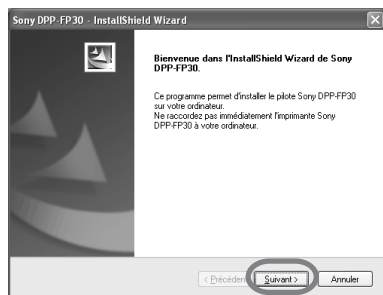 Sony DPP-FP30 - InstallShield Wizard
Bienvenue dans l'InstallShield Wizard de Sony
DPP-FP30.
Ce programme permet d'installer le pilote Sony DPP-FP30
sur votre ordinateur.
Ne raccordez pas immédiatement l'imprimante Sony
DPP-FP30 à votre ordinateur.
< Précéden Suivant > Annuler